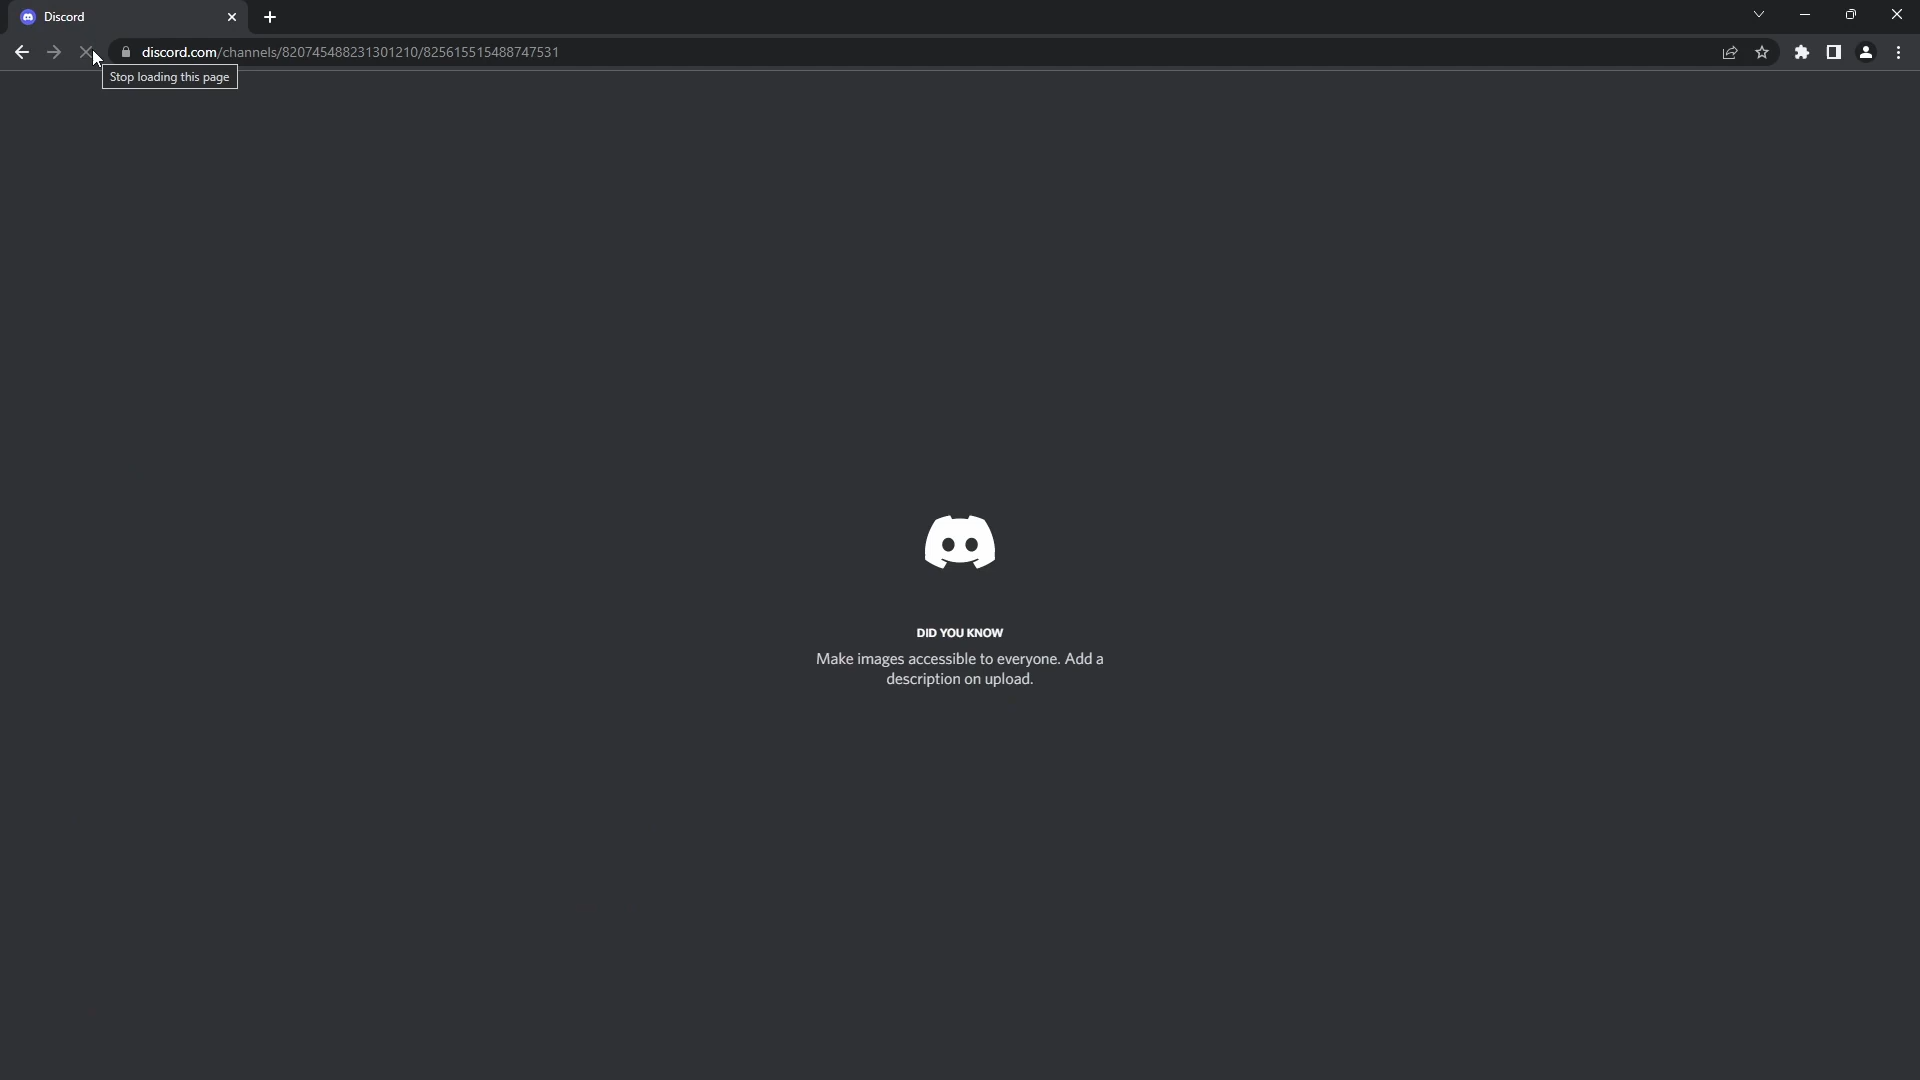 Discord
discord.com/channels/820745488231301210/825615515488747531
Stop loading this page
DID YOU KNOW
Make images accessible to everyone. Add a
description on upload.